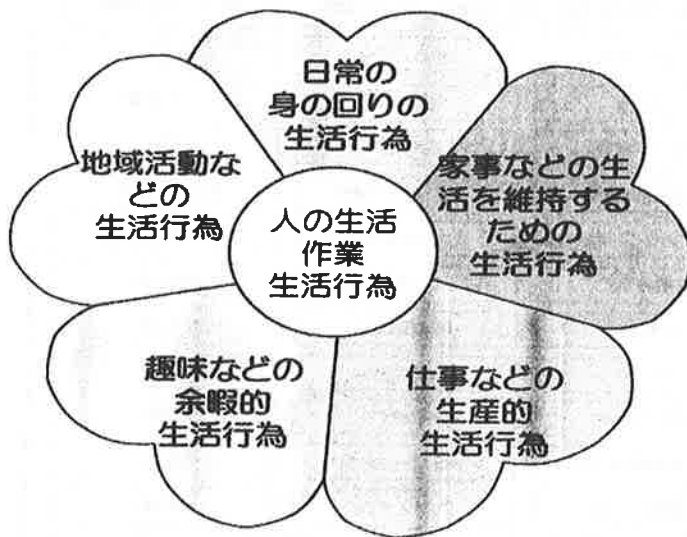 日常の
身の回りの
生活行為
家事などの生
活を維持する
ための
生活行為
仕事などの
生産的
生活行為
趣味などの
余暇的
生活行為
地域活動な
どの
生活行為
人の生活
作業
生活行為